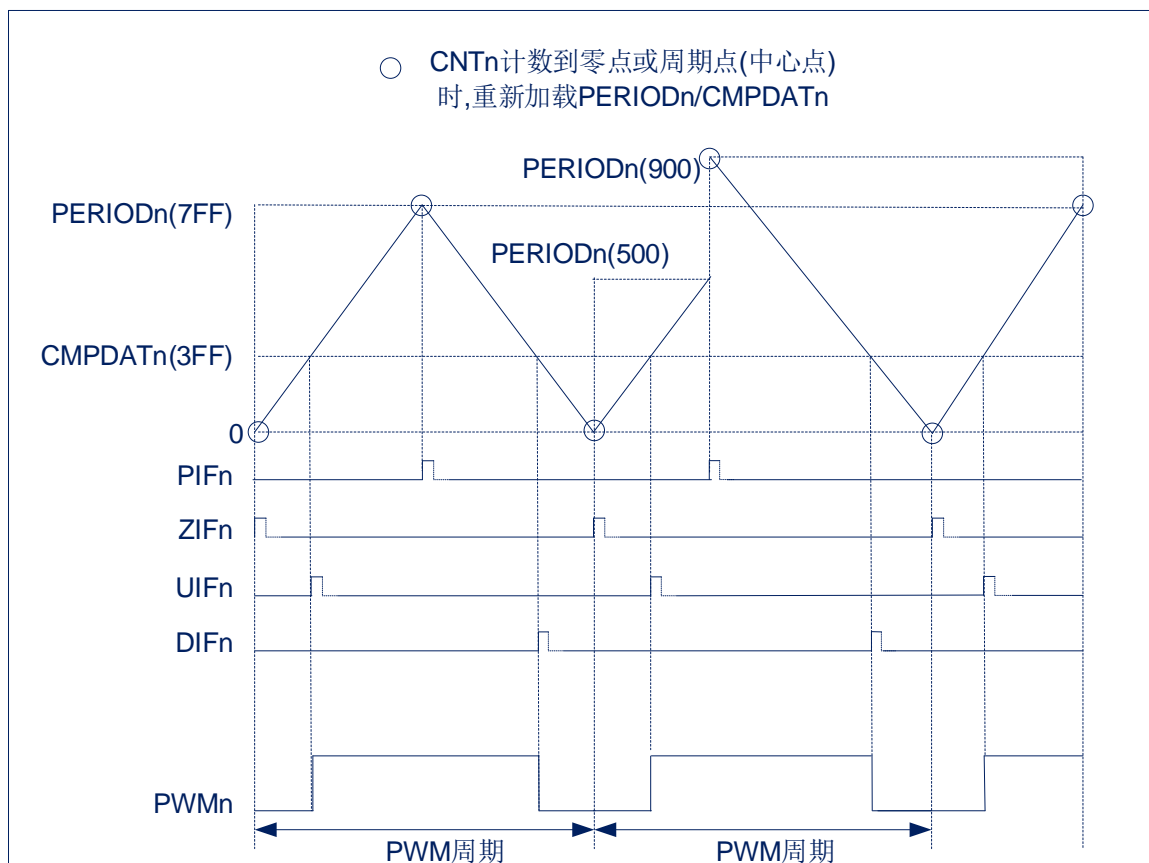 CNTn计数到零点或周期点(中心点)
时,重新加载PERIODn/CMPDATn
PERIODn(900)
PERIODn(7FF)
PERIODn(500)
CMPDATn(3FF)
0
PIFn
ZIFn
UIFn
DIFn
PWMn
PWM周期
PWM周期